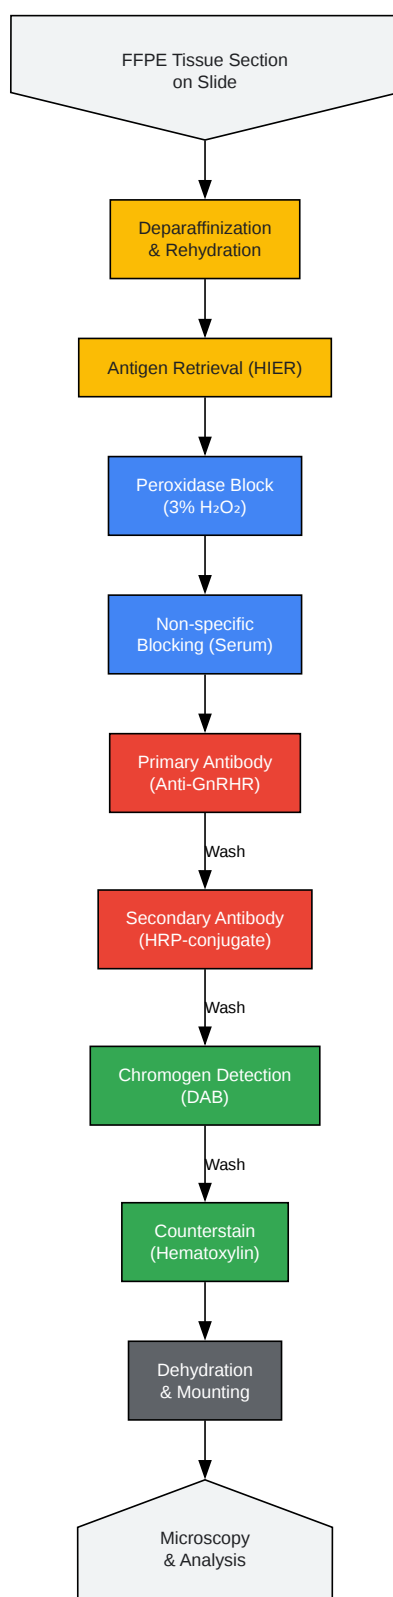 FFPE Tissue Section
on Slide
Deparaffinization
& Rehydration
Antigen Retrieval (HIER)
Peroxidase Block
(3% H₂O₂)
Non-specific
Blocking (Serum)
Primary Antibody
(Anti-GnRHR)
Wash
Secondary Antibody
(HRP-conjugate)
Wash
Chromogen Detection
(DAB)
Wash
Counterstain
(Hematoxylin)
Dehydration
& Mounting
Microscopy
& Analysis